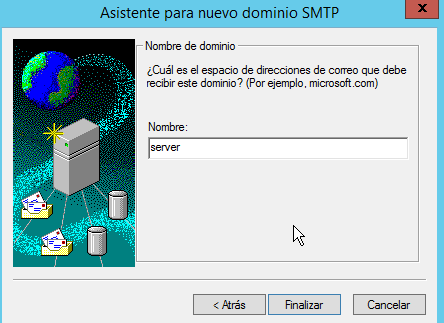 Asistente para nuevo dominio SMTP
x
Nombre de dominio
¿Cuál es el espacio de direcciones de correo que debe
recibir este dominio? (Por ejemplo, microsoft.com)
Nombre:
server
< Atrás
Finalizar
Cancelar